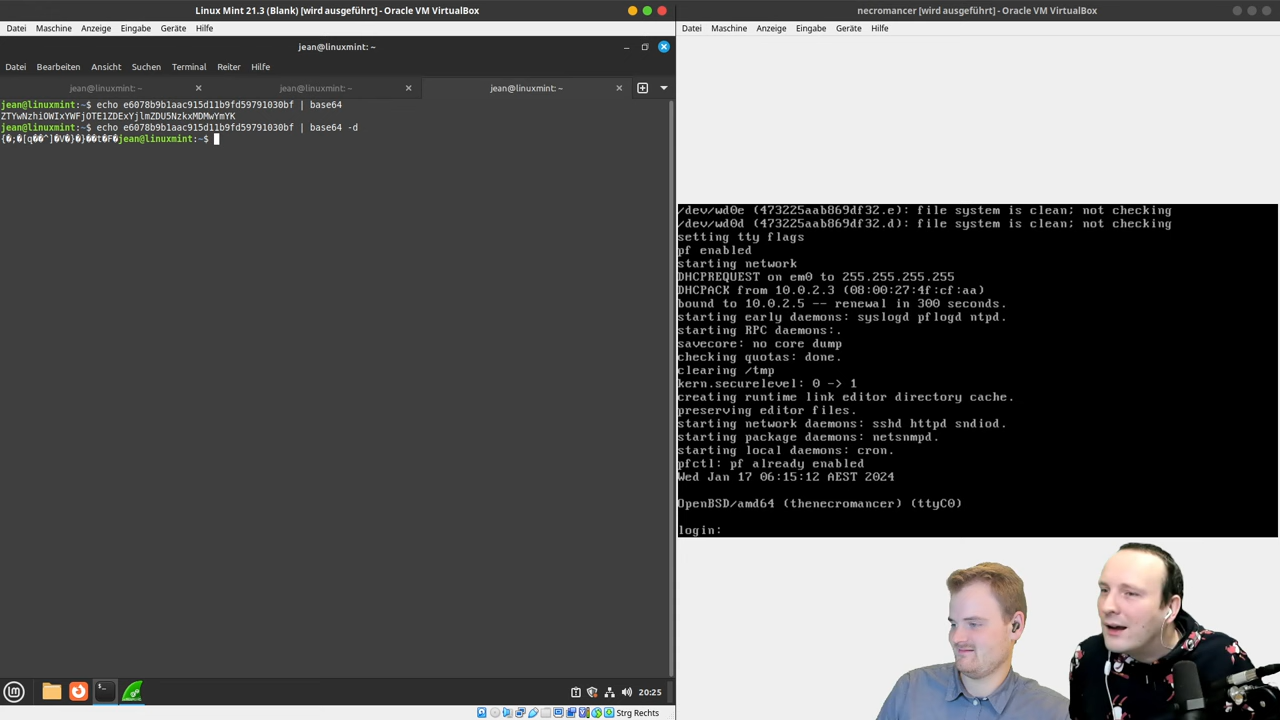 Linux Mint 21.3 (Blank) [wird ausgeführt] - Oracle VM VirtualBox
Datei Maschine Anzeige Eingabe Geräte Hilfe
jean@linuxmint: ~
Datei Bearbeiten Ansicht Suchen Terminal Reiter Hilfe
jean@linuxmint: ~ jean@linuxmint: ~ jean@linuxmint: ~
jean@linuxmint:~$ echo e6078b9b1aac915d11b9fd59791030bf | base64
ZTYwNzhiOWIxYWFjOTE1ZDExYjlmZDU5NzkxMDMwYmYK
jean@linuxmint:~$ echo e6078b9b1aac915d11b9fd59791030bf | base64 -d
{�;�[q��^]�V�}�}��t�F�jean@linuxmint:~$
20:25
Strg Rechts
necromancer [wird ausgeführt] - Oracle VM VirtualBox
Datei Maschine Anzeige Eingabe Geräte Hilfe
/dev/wd0e (473225aab869df32.e): file system is clean; not checking
/dev/wd0d (473225aab869df32.d): file system is clean; not checking
setting tty flags
pf enabled
starting network
DHCPREQUEST on em0 to 255.255.255.255
DHCPACK from 10.0.2.3 (08:00:27:4f:cf:aa)
bound to 10.0.2.5 -- renewal in 300 seconds.
starting early daemons: syslogd pflogd ntpd.
starting RPC daemons:.
savecore: no core dump
checking quotas: done.
clearing /tmp
kern.securelevel: 0 -> 1
creating runtime link editor directory cache.
preserving editor files.
starting network daemons: sshd httpd sndiod.
starting package daemons: netsnmpd.
starting local daemons: cron.
pfctl: pf already enabled
Wed Jan 17 06:15:12 AEST 2024
OpenBSD/amd64 (thenecromancer) (ttyC0)
login: